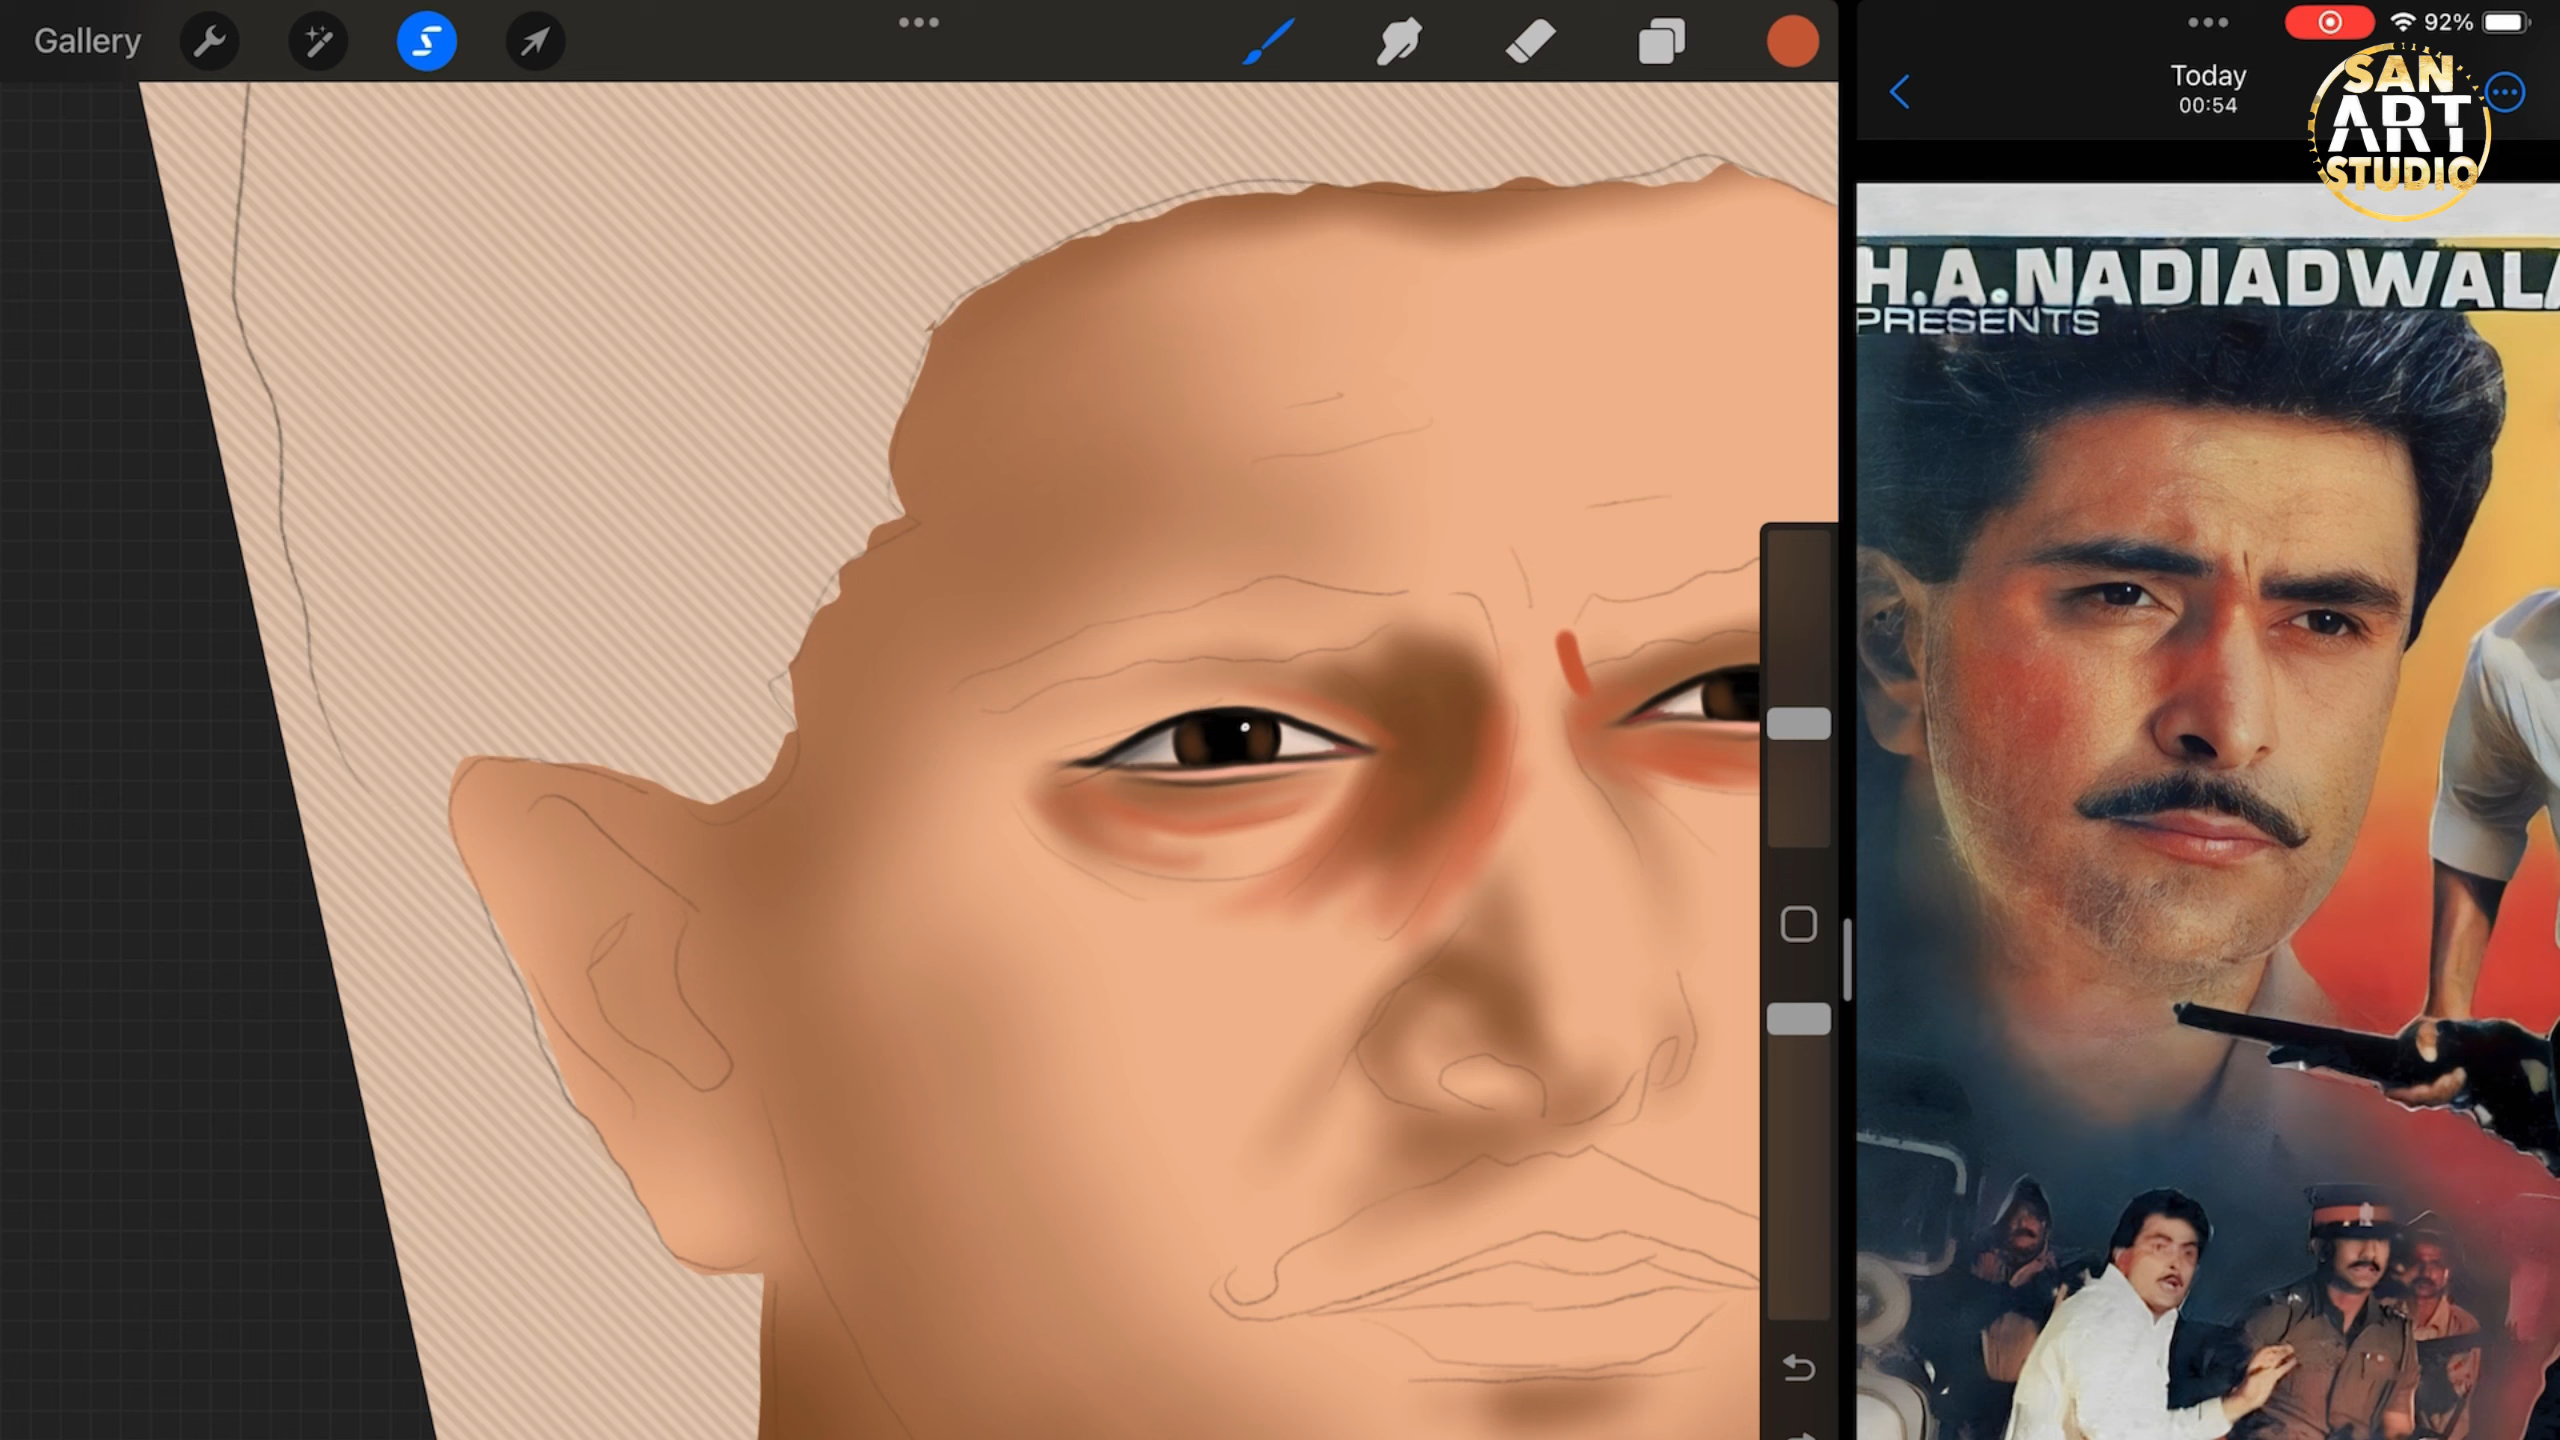 Gallery
92%
Today
00:54
SAN
ART
STUDIO
H.A.NADIADWALA
PRESENTS